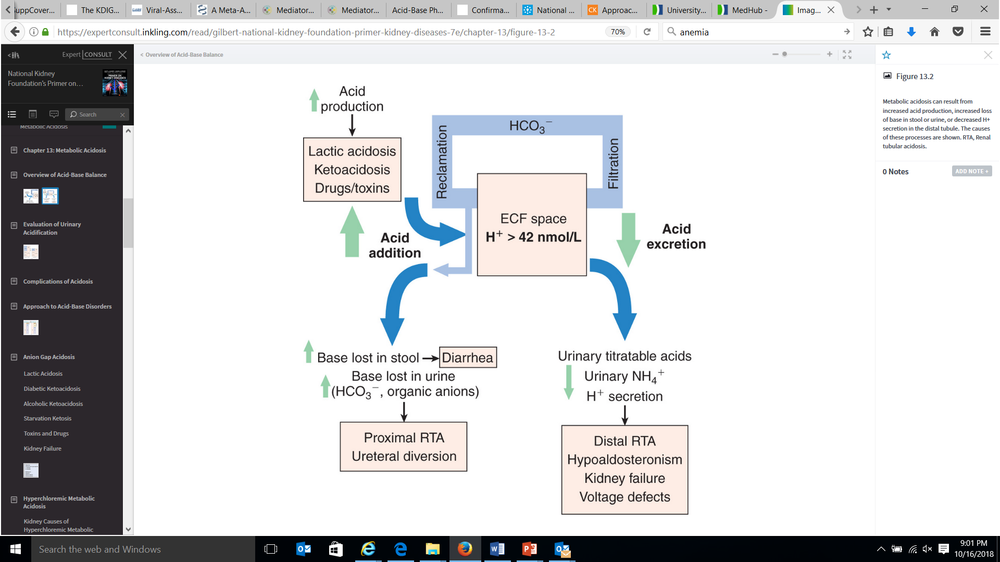 uppCover...
The KDIG...
Viral-Ass...
A Meta-A...
Mediator...
Mediator...
Acid-Base Ph...
Confirma...
National ...
CK
Approac...
University...
MedHub -
Imag...
https://expertconsult.inkling.com/read/gilbert-national-kidney-foundation-primer-kidney-diseases-7e/chapter-13/figure-13-2
70%
anemia
Expert|CONSULT
< Overview of Acid-Base Balance
National Kidney
Foundation's Primer on...
PRIMER ON
KIDNEY DISEASES
Search
Metabolic Acidosis
Chapter 13: Metabolic Acidosis
Overview of Acid-Base Balance
Evaluation of Urinary
Acidification
Complications of Acidosis
Approach to Acid-Base Disorders
Anion Gap Acidosis
Lactic Acidosis
Diabetic Ketoacidosis
Alcoholic Ketoacidosis
Starvation Ketosis
Toxins and Drugs
Kidney Failure
Hyperchloremic Metabolic
Acidosis
Kidney Causes of
Hyperchloremic Metabolic
Acid
production
Lactic acidosis
Ketoacidosis
Drugs/toxins
HCO₃⁻
Reclamation
Filtration
ECF space
H⁺ > 42 nmol/L
Acid
addition
Acid
excretion
Base lost in stool
Diarrhea
Base lost in urine
(HCO₃⁻, organic anions)
Proximal RTA
Ureteral diversion
Urinary titratable acids
Urinary NH₄⁺
H⁺ secretion
Distal RTA
Hypoaldosteronism
Kidney failure
Voltage defects
Figure 13.2
Metabolic acidosis can result from
increased acid production, increased loss
of base in stool or urine, or decreased H+
secretion in the distal tubule. The causes
of these processes are shown. RTA, Renal
tubular acidosis.
0 Notes
ADD NOTE +
Search the web and Windows
9:01 PM
10/16/2018